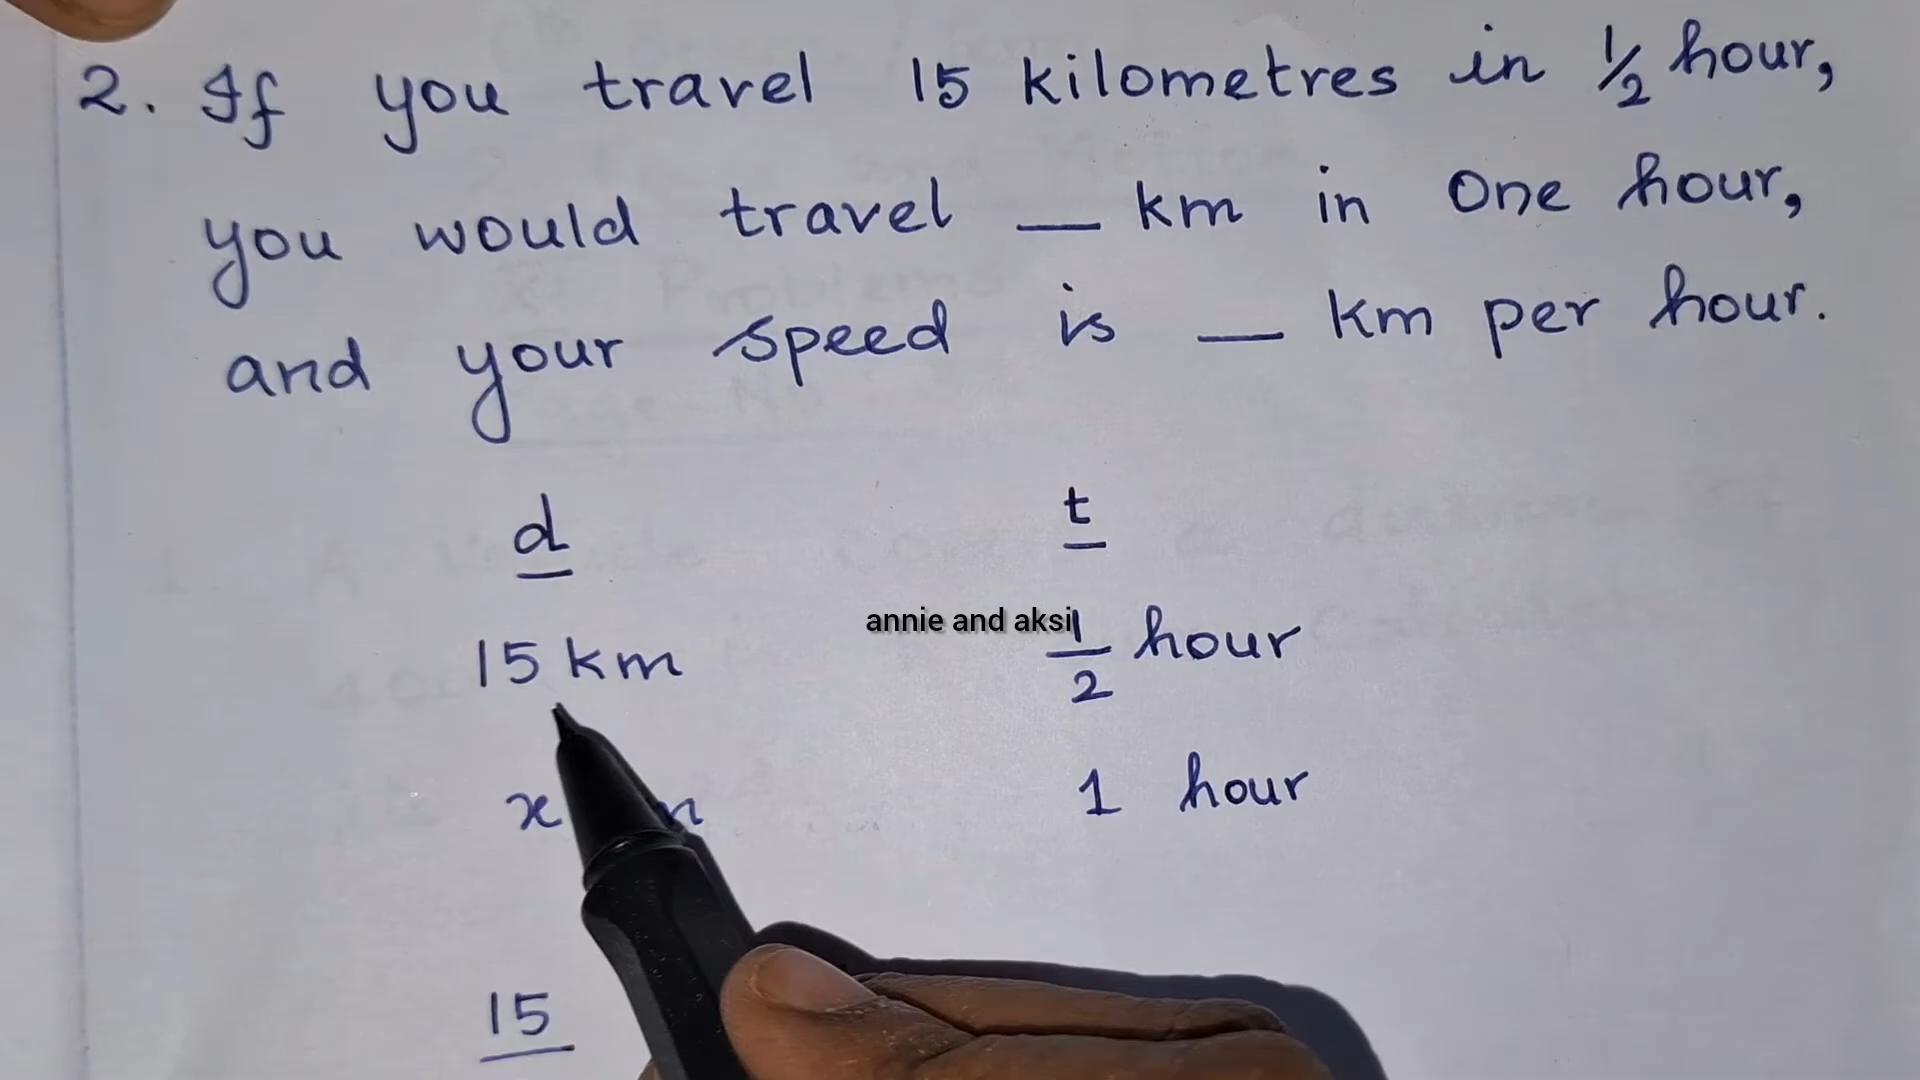 2. If you travel 15 kilometres in 1/2 hour,
you would travel __ km in One hour,
and your speed is __ km per hour.
d t
annie and aksi
15 km 1/2 hour
x 1 hour
15